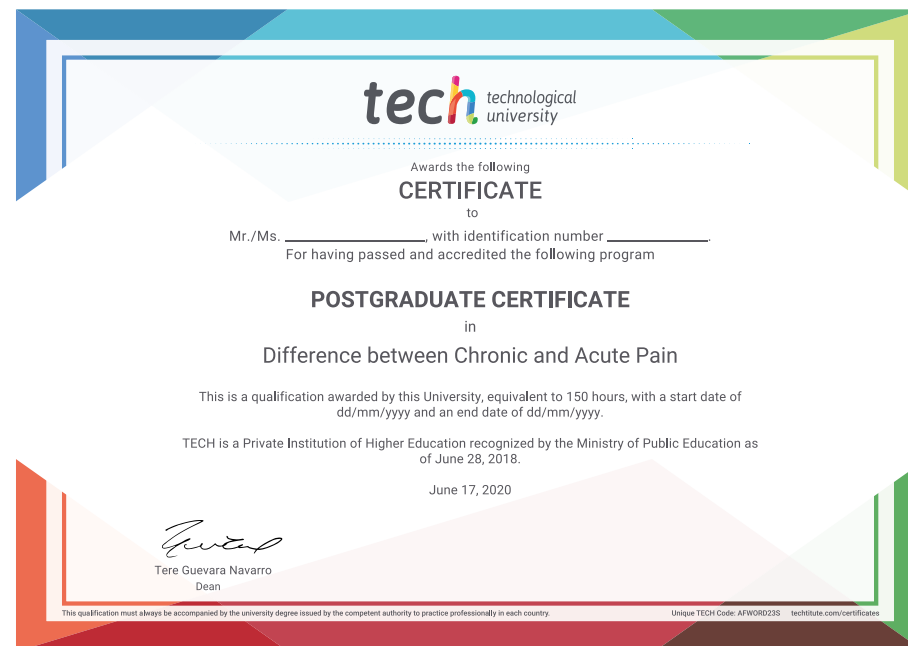 tech technological
university
Awards the following
CERTIFICATE
to
Mr./Ms. ____________________, with identification number ______________.
For having passed and accredited the following program
POSTGRADUATE CERTIFICATE
in
Difference between Chronic and Acute Pain
This is a qualification awarded by this University, equivalent to 150 hours, with a start date of
dd/mm/yyyy and an end date of dd/mm/yyyy.
TECH is a Private Institution of Higher Education recognized by the Ministry of Public Education as
of June 28, 2018.
June 17, 2020
Tere Guevara Navarro
Dean
This qualification must always be accompanied by the university degree issued by the competent authority to practice professionally in each country.
Unique TECH Code: AFWORD23S techtitute.com/certificates